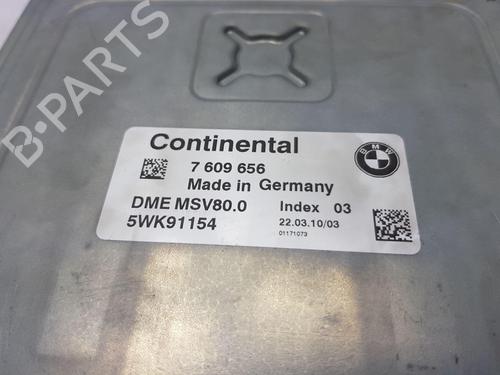 B-PARTS
Continental
BMW
7 609 656
Made in Germany
DME MSV80.0 Index 03
5WK91154 22.03.10/03
01171073